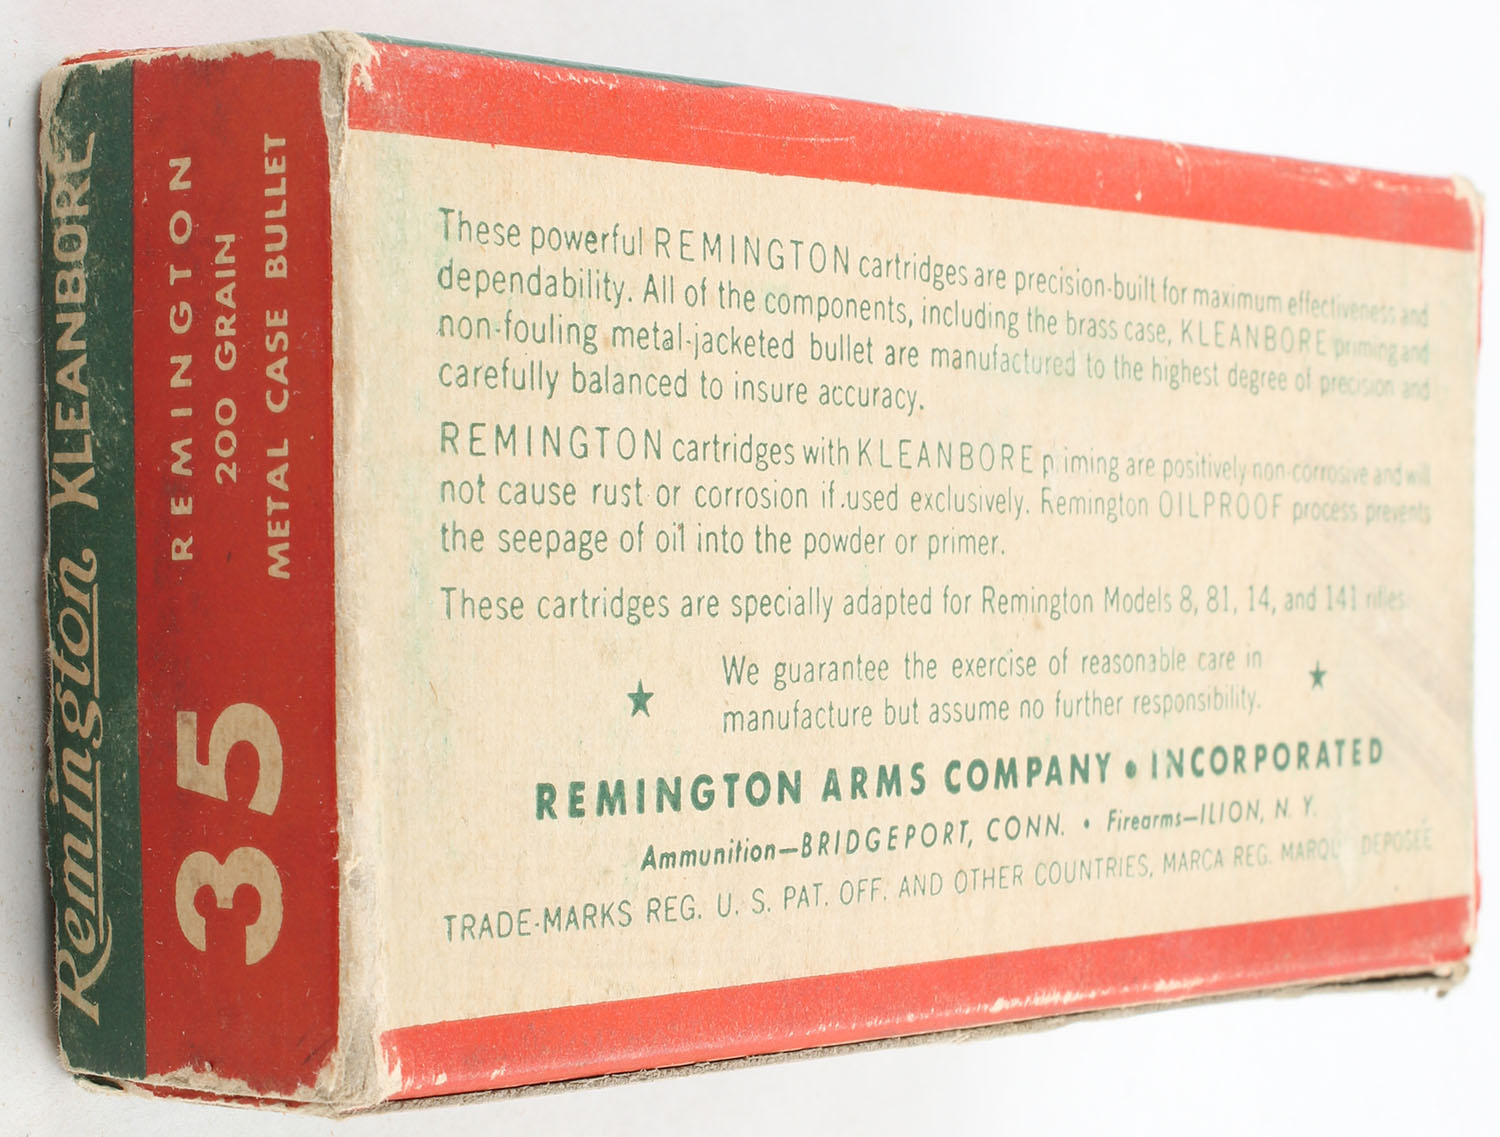 Remington KLEANBORE
35
REMINGTON
200 GRAIN
METAL CASE BULLET
These powerful REMINGTON cartridges are precision-built for maximum effectiveness and
dependability. All of the components, including the brass case, KLEANBORE priming and
non-fouling metal-jacketed bullet are manufactured to the highest degree of precision and
carefully balanced to insure accuracy.
REMINGTON cartridges with KLEANBORE priming are positively non-corrosive and will
not cause rust or corrosion if used exclusively. Remington OILPROOF process prevents
the seepage of oil into the powder or primer.
These cartridges are specially adapted for Remington Models 8, 81, 14, and 141 rifles.
We guarantee the exercise of reasonable care in
manufacture but assume no further responsibility.
REMINGTON ARMS COMPANY • INCORPORATED
Ammunition—BRIDGEPORT, CONN. • Firearms—ILION, N. Y.
TRADE-MARKS REG. U. S. PAT. OFF. AND OTHER COUNTRIES, MARCA REG. MARQUE DEPOSÉE